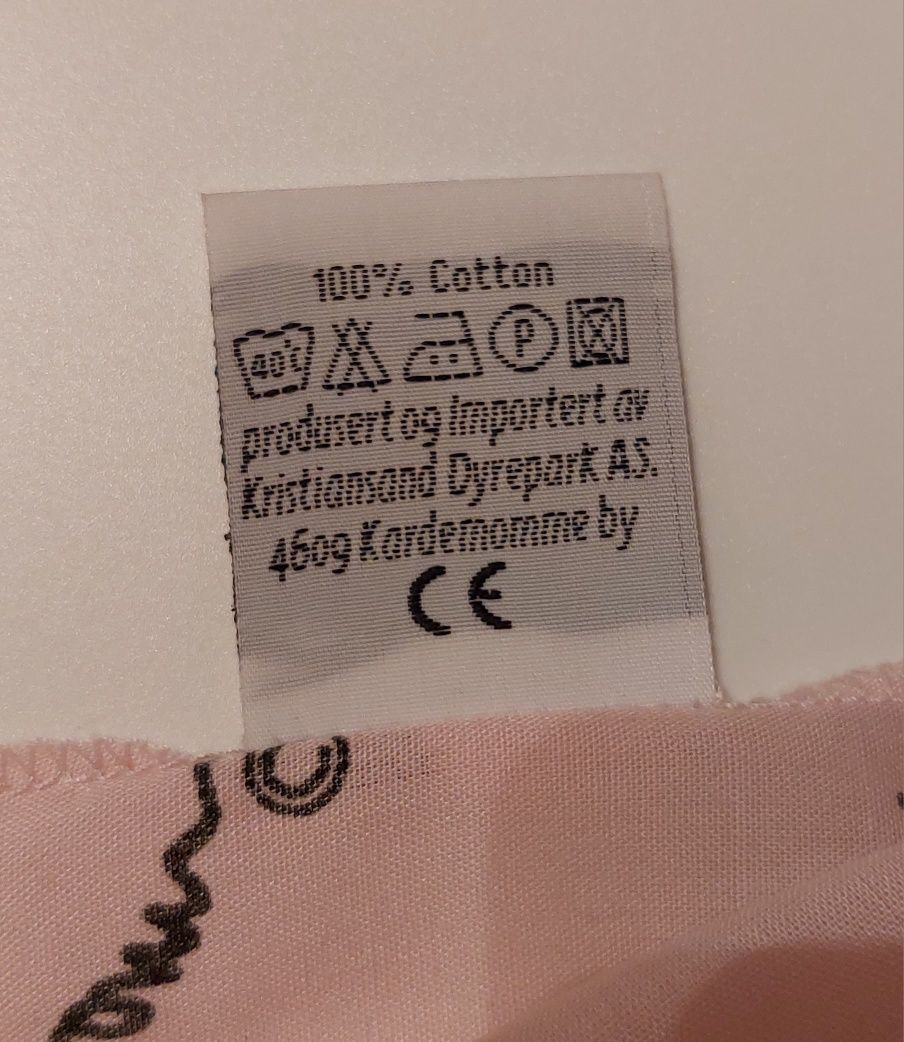 100% Cotton
40°C P
produsert og importert av
Kristiansand Dyrepark AS.
4609 Kardemomme by
CE
©